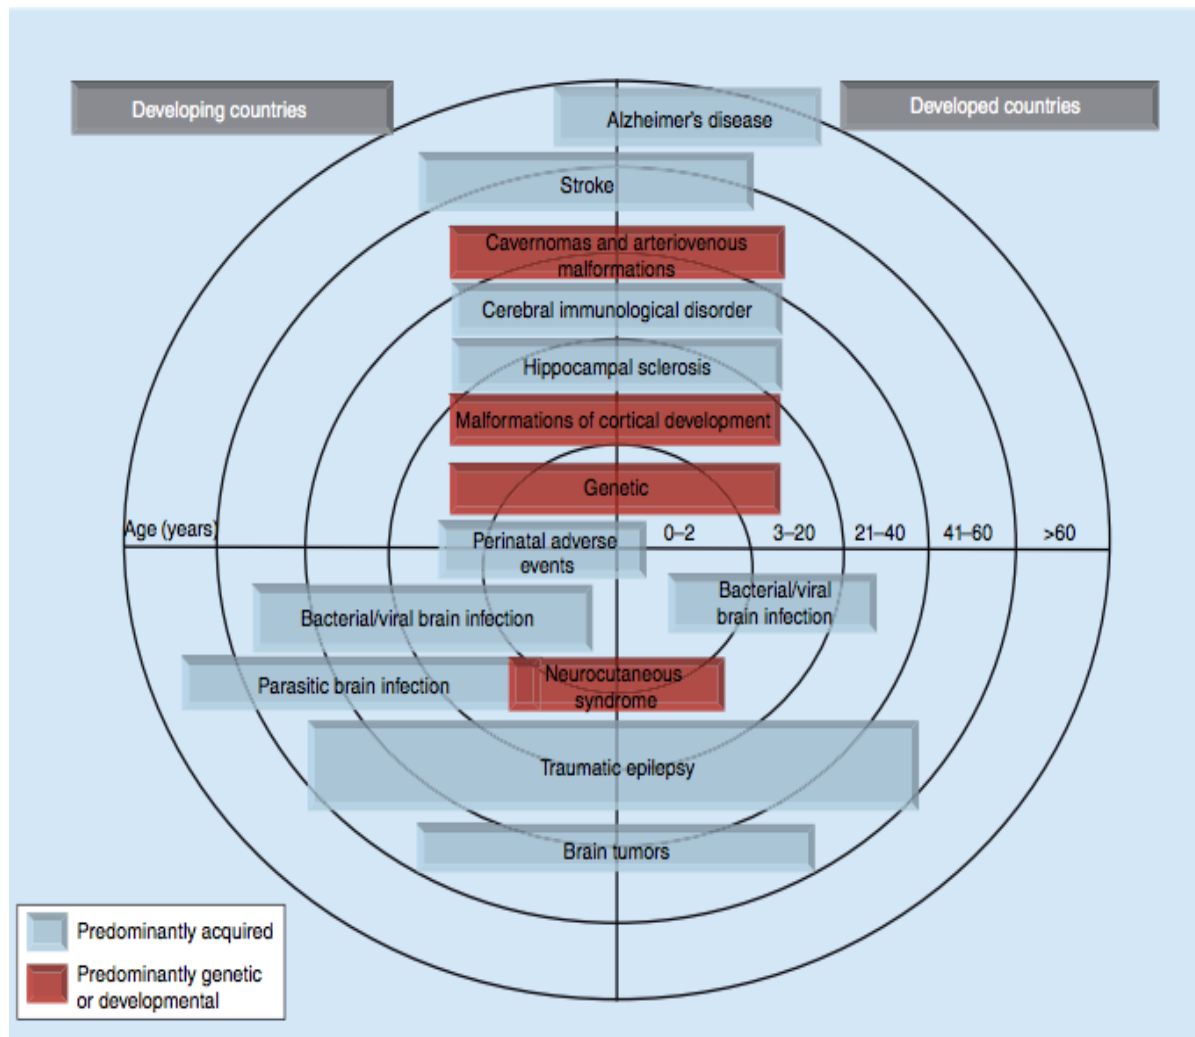 Developing countries
Developed countries
Alzheimer's disease
Stroke
Cavernomas and arteriovenous
malformations
Cerebral immunological disorder
Hippocampal sclerosis
Malformations of cortical development
Genetic
Age (years)
Perinatal adverse
events
0–2
3–20
21–40
41–60
>60
Bacterial/viral brain infection
Bacterial/viral
brain infection
Parasitic brain infection
Neurocutaneous
syndrome
Traumatic epilepsy
Brain tumors
Predominantly acquired
Predominantly genetic
or developmental